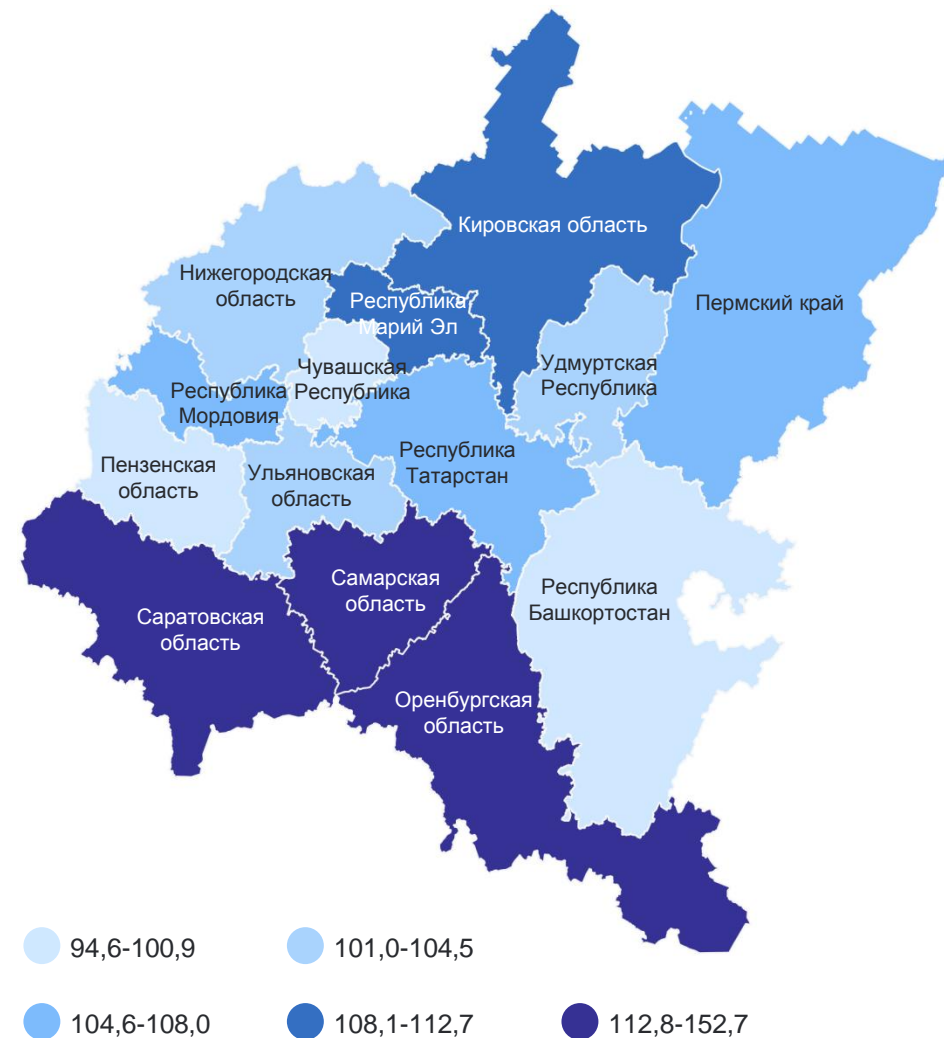 Кировская область
Нижегородская
область
Республика
Марий Эл
Пермский край
Чувашская
Республика
Удмуртская
Республика
Республика
Мордовия
Республика
Татарстан
Пензенская
область
Ульяновская
область
Самарская
область
Республика
Башкортостан
Саратовская
область
Оренбургская
область
94,6-100,9
101,0-104,5
104,6-108,0
108,1-112,7
112,8-152,7